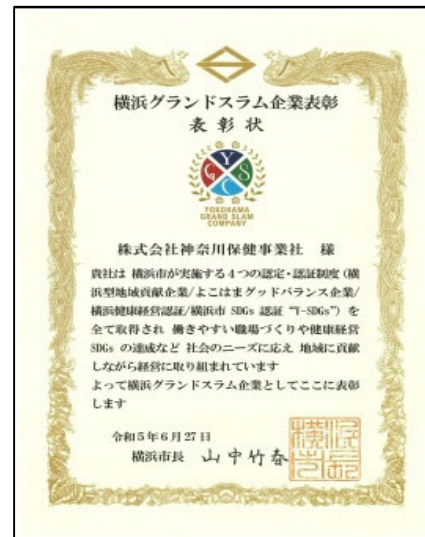 横浜グランドスラム企業表彰
表彰状
Y
G
S
C
YOKOHAMA
GRAND SLAM
COMPANY
株式会社神奈川保健事業社 様
貴社は 横浜市が実施する4つの認定・認証制度(横
浜型地域貢献企業/よこはまグッドバランス企業/
横浜健康経営認証/横浜市 SDGs 認証 “Y-SDGs”) を
全て取得され 働きやすい職場づくりや健康経営
SDGs の達成など 社会のニーズに応え 地域に貢献
しながら経営に取り組まれています
よって横浜グランドスラム企業としてここに表彰
します
令和5年6月27日
横浜市長 山中竹春